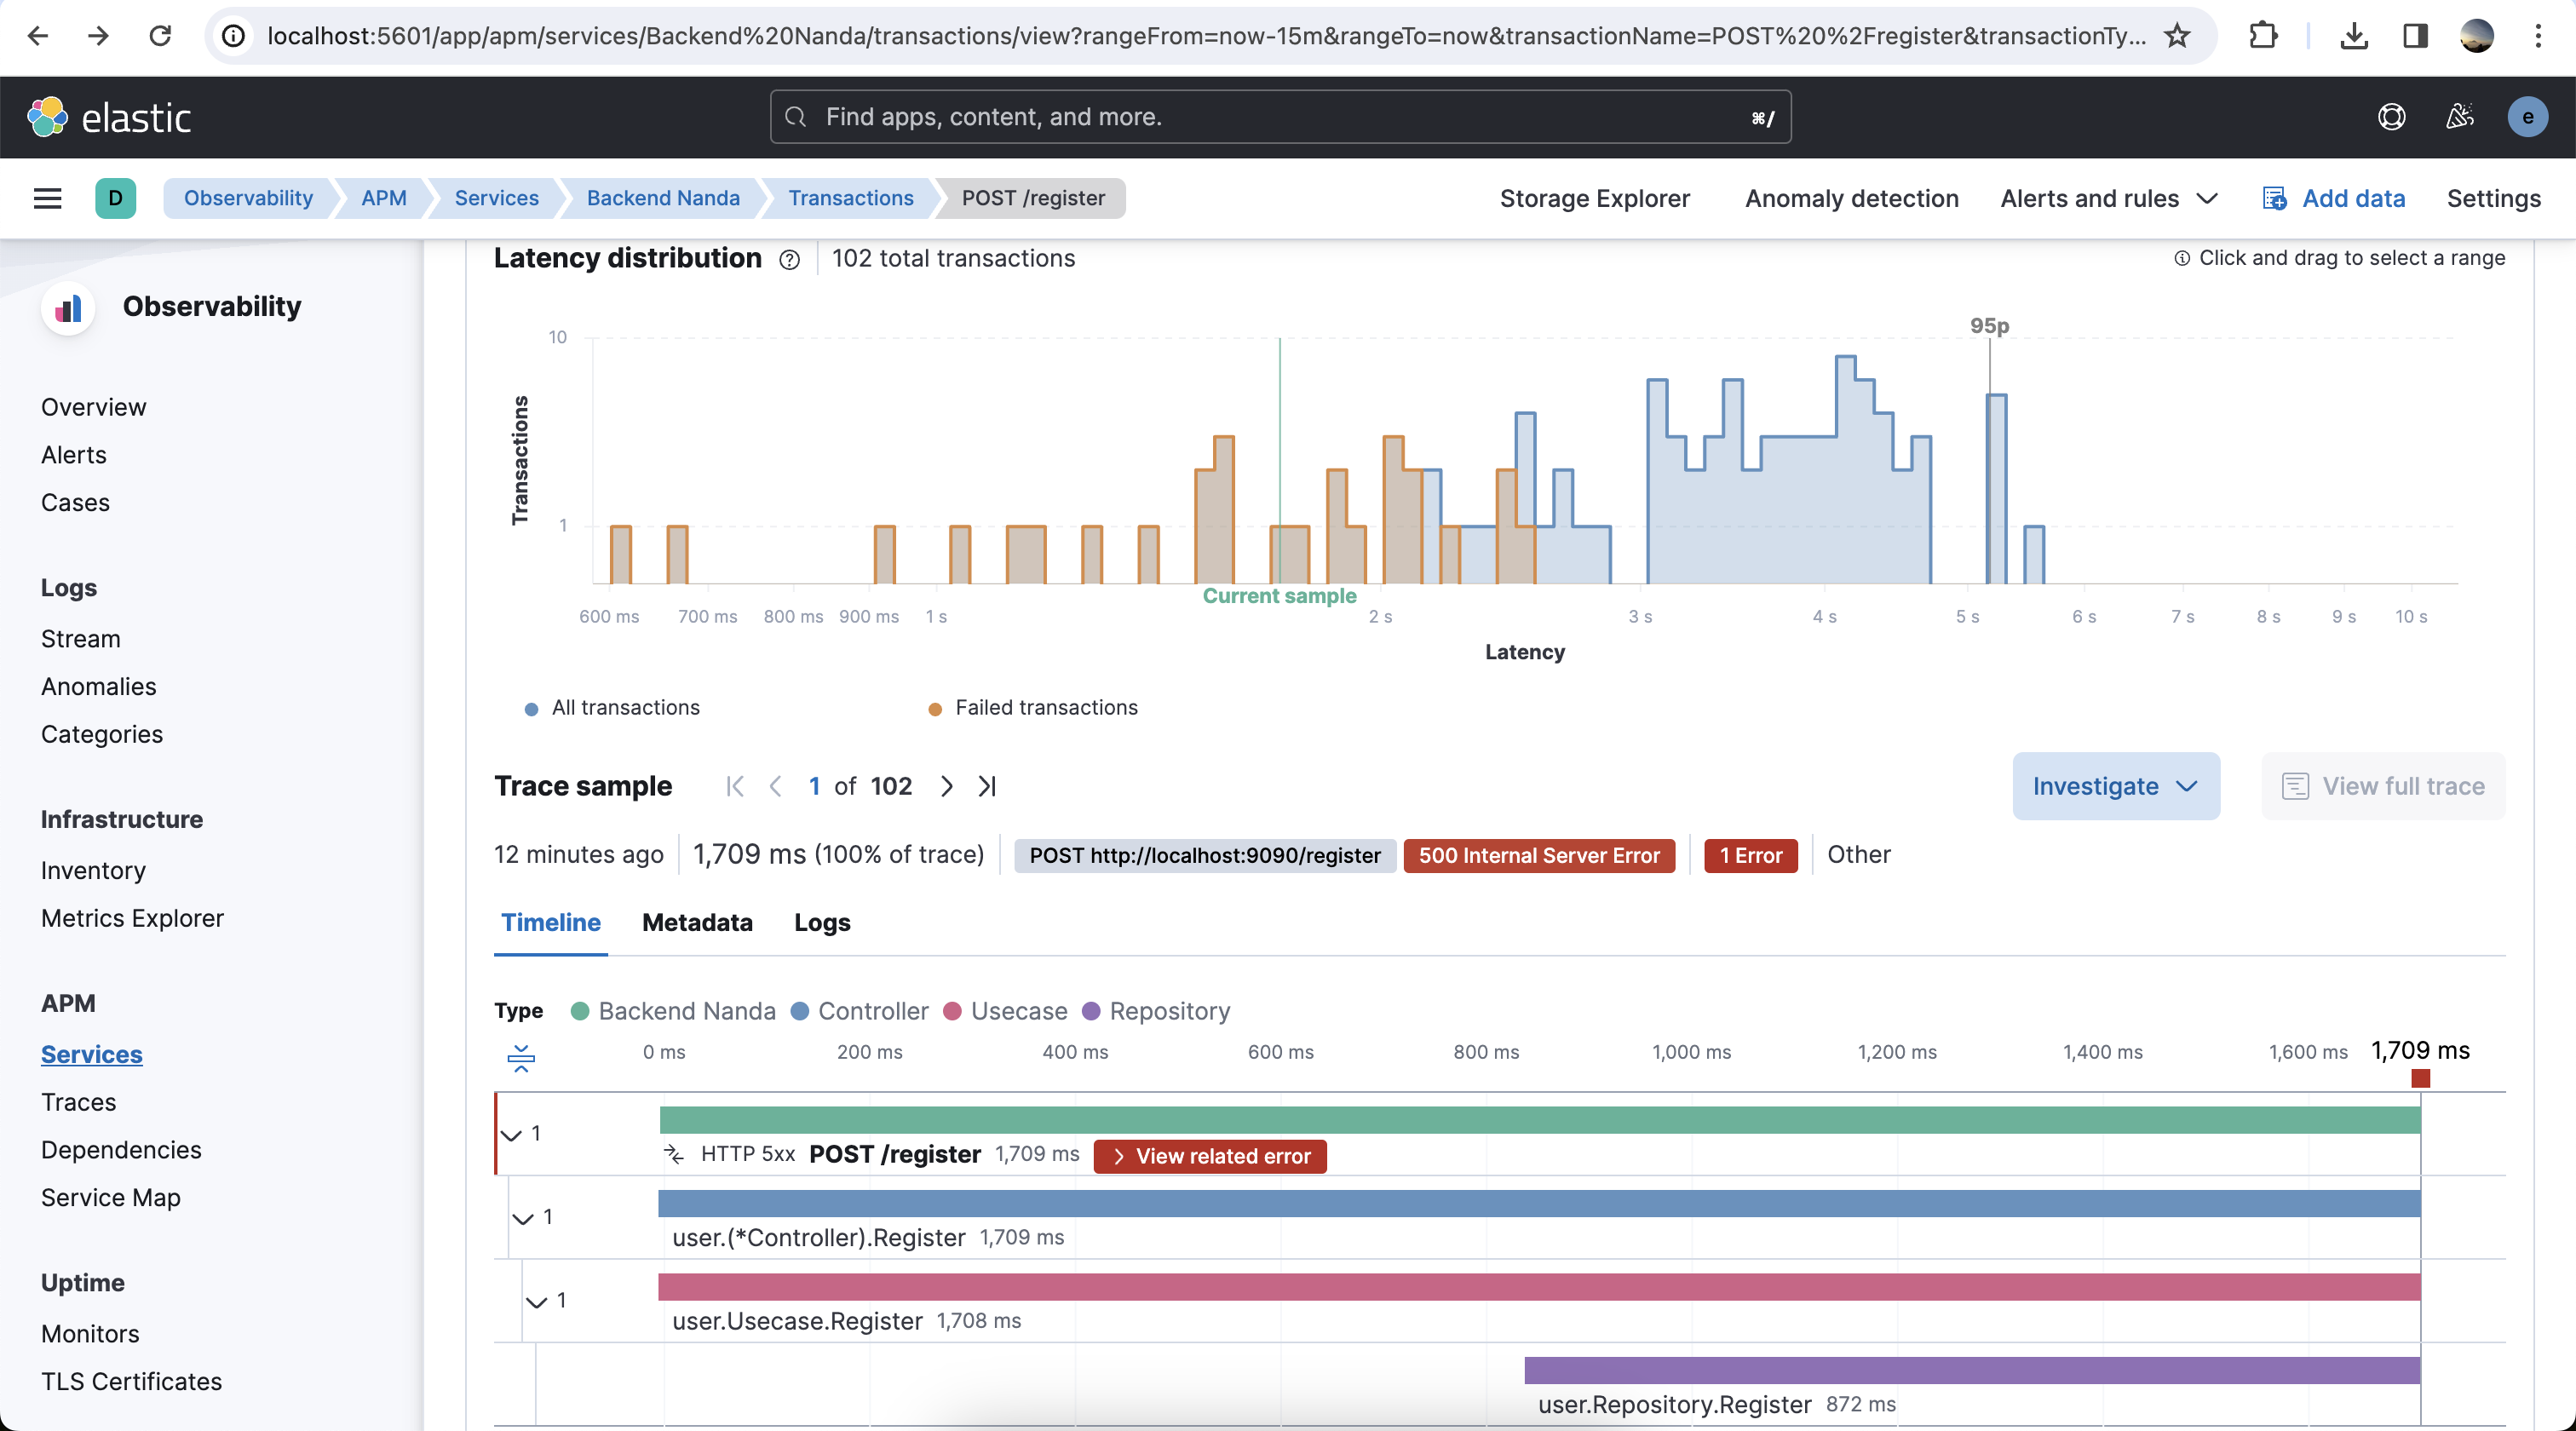 localhost:5601/app/apm/services/Backend%20Nanda/transactions/view?rangeFrom=now-15m&rangeTo=now&transactionName=POST%20%2Fregister&transactionTy...
elastic
Find apps, content, and more.
⌘/
e
D
Observability
APM
Services
Backend Nanda
Transactions
POST /register
Storage Explorer
Anomaly detection
Alerts and rules
Add data
Settings
Observability
Overview
Alerts
Cases
Logs
Stream
Anomalies
Categories
Infrastructure
Inventory
Metrics Explorer
APM
Services
Traces
Dependencies
Service Map
Uptime
Monitors
TLS Certificates
Latency distribution
102 total transactions
Click and drag to select a range
95p
10
1
Transactions
Current sample
600 ms 700 ms 800 ms 900 ms 1 s 2 s 3 s 4 s 5 s 6 s 7 s 8 s 9 s 10 s
Latency
All transactions
Failed transactions
Trace sample
1 of 102
Investigate
View full trace
12 minutes ago
1,709 ms (100% of trace)
POST http://localhost:9090/register
500 Internal Server Error
1 Error
Other
Timeline
Metadata
Logs
Type Backend Nanda Controller Usecase Repository
0 ms 200 ms 400 ms 600 ms 800 ms 1,000 ms 1,200 ms 1,400 ms 1,600 ms 1,709 ms
1
HTTP 5xx POST /register 1,709 ms View related error
1
user.(*Controller).Register 1,709 ms
1
user.Usecase.Register 1,708 ms
user.Repository.Register 872 ms